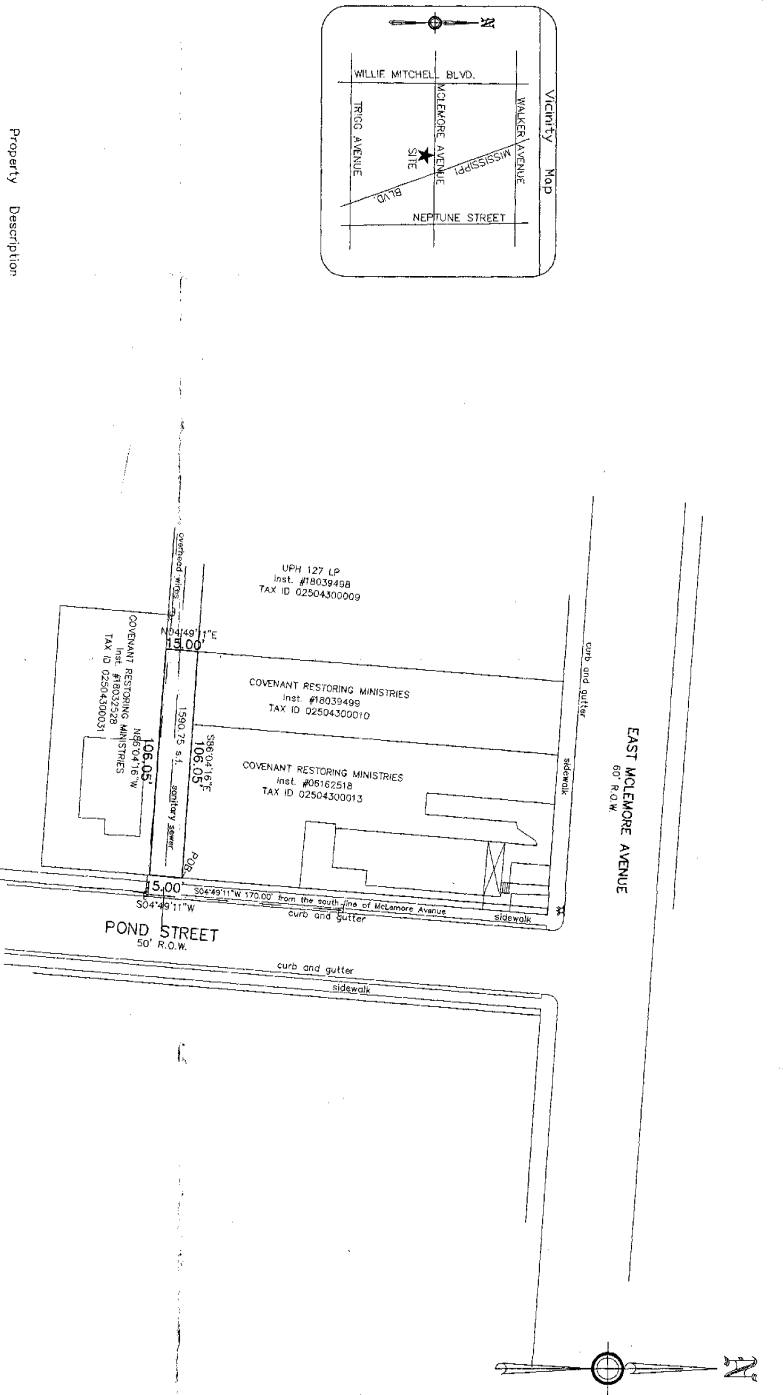 Vicinity Map
N
WILLIE MITCHELL BLVD.
WALKER AVENUE
MCLEMORE AVENUE
TRIGG AVENUE
SITE
MISSISSIPPI
BLVD.
NEPTUNE STREET
Property Description
EAST MCLEMORE AVENUE
60' R.O.W.
curb and gutter
sidewalk
UPH 127 LP
Inst. #18039498
TAX ID 02504300009
overhead wires
N04°49'11"E
15.00'
COVENANT RESTORING MINISTRIES
Inst. #18039499
TAX ID 02504300010
COVENANT RESTORING MINISTRIES
Inst. #06162518
TAX ID 02504300013
S86°04'16"E
106.05'
1590.75 s.f.
sanitary sewer
N86°04'16"W
106.05'
COVENANT RESTORING MINISTRIES
Inst. #18032528
TAX ID 02504300031
POB
15.00'
S04°49'11"W
S04°49'11"W 170.00' from the south line of McLemore Avenue
sidewalk
curb and gutter
POND STREET
50' R.O.W.
curb and gutter
sidewalk
N